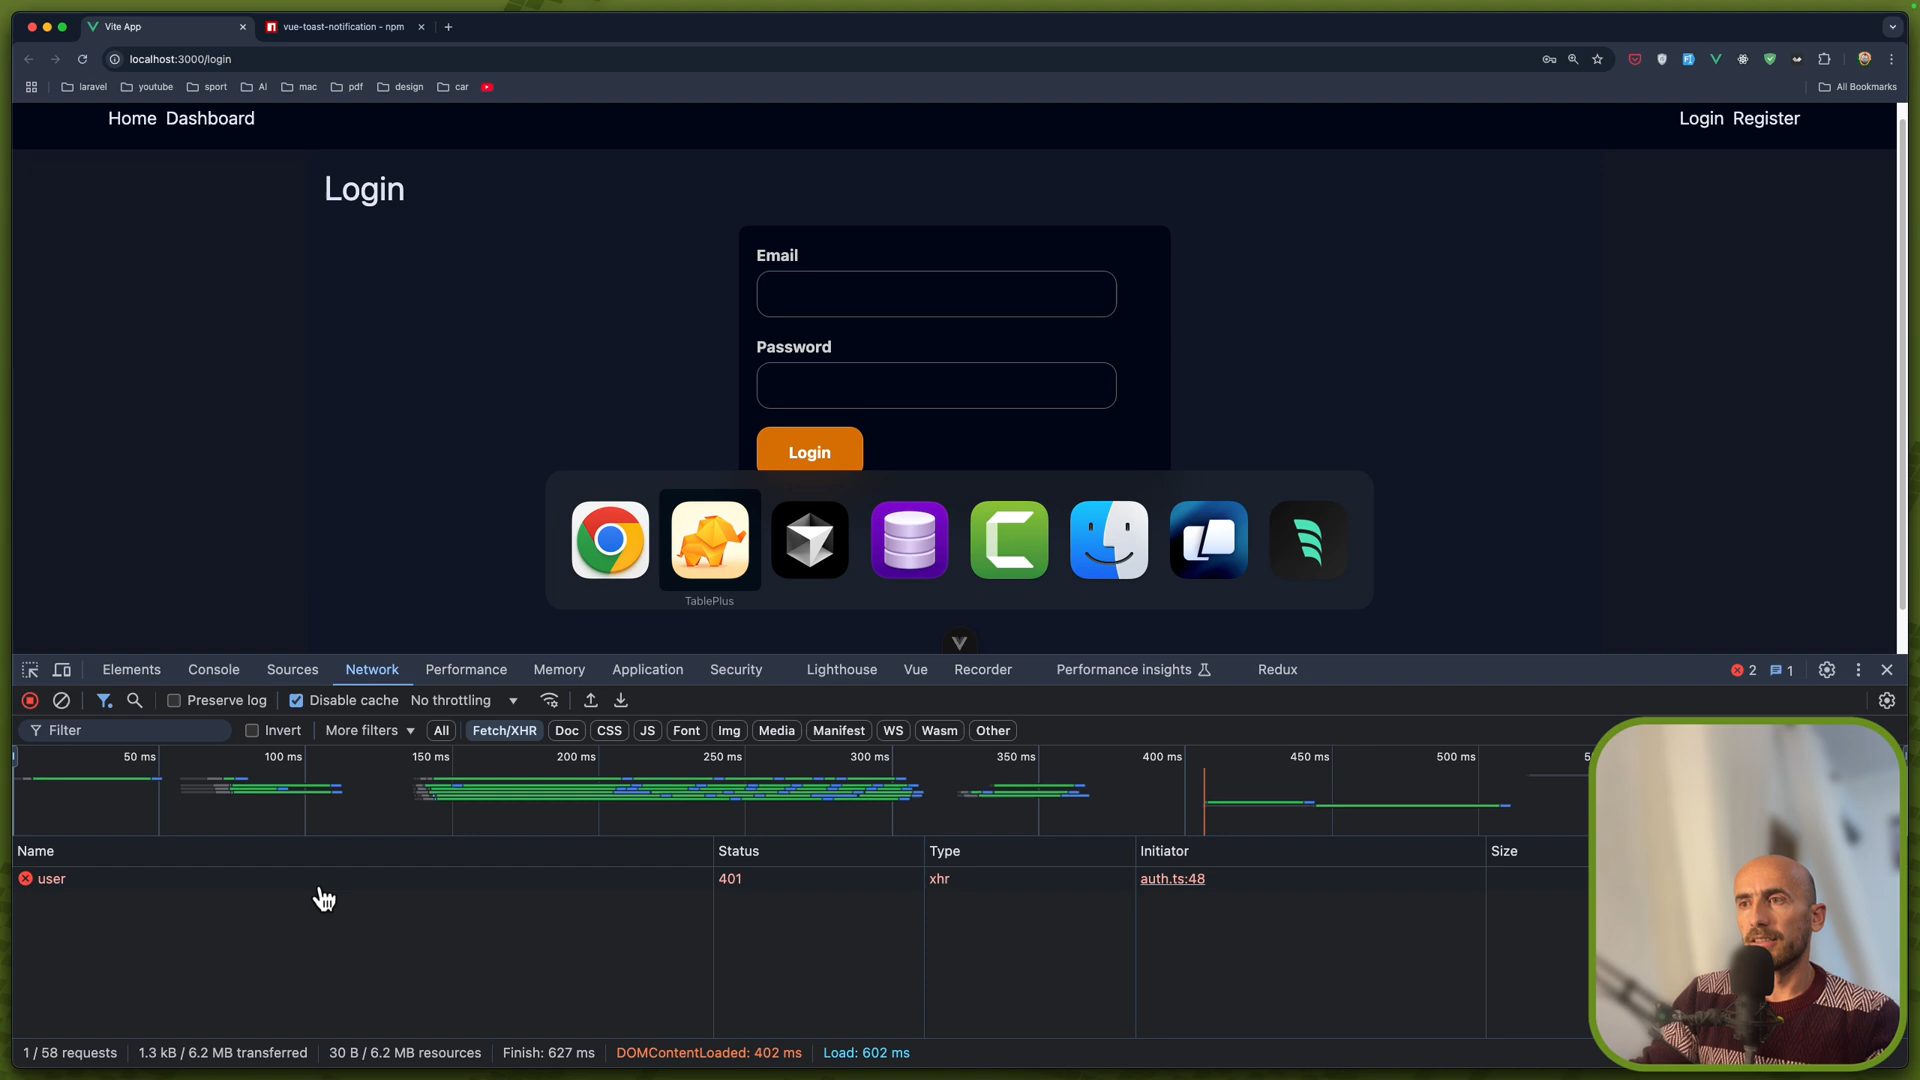 Vite App
vue-toast-notification - npm
localhost:3000/login
laravel
youtube
sport
AI
mac
pdf
design
car
All Bookmarks
Home Dashboard
Login Register
Login
Email
Password
Login
TablePlus
Elements
Console
Sources
Network
Performance
Memory
Application
Security
Lighthouse
Vue
Recorder
Performance insights
Redux
2
1
Preserve log
Disable cache
No throttling
Filter
Invert
More filters
All
Fetch/XHR
Doc
CSS
JS
Font
Img
Media
Manifest
WS
Wasm
Other
50 ms
100 ms
150 ms
200 ms
250 ms
300 ms
350 ms
400 ms
450 ms
500 ms
Name
Status
Type
Initiator
Size
user
401
xhr
auth.ts:48
1 / 58 requests
1.3 kB / 6.2 MB transferred
30 B / 6.2 MB resources
Finish: 627 ms
DOMContentLoaded: 402 ms
Load: 602 ms